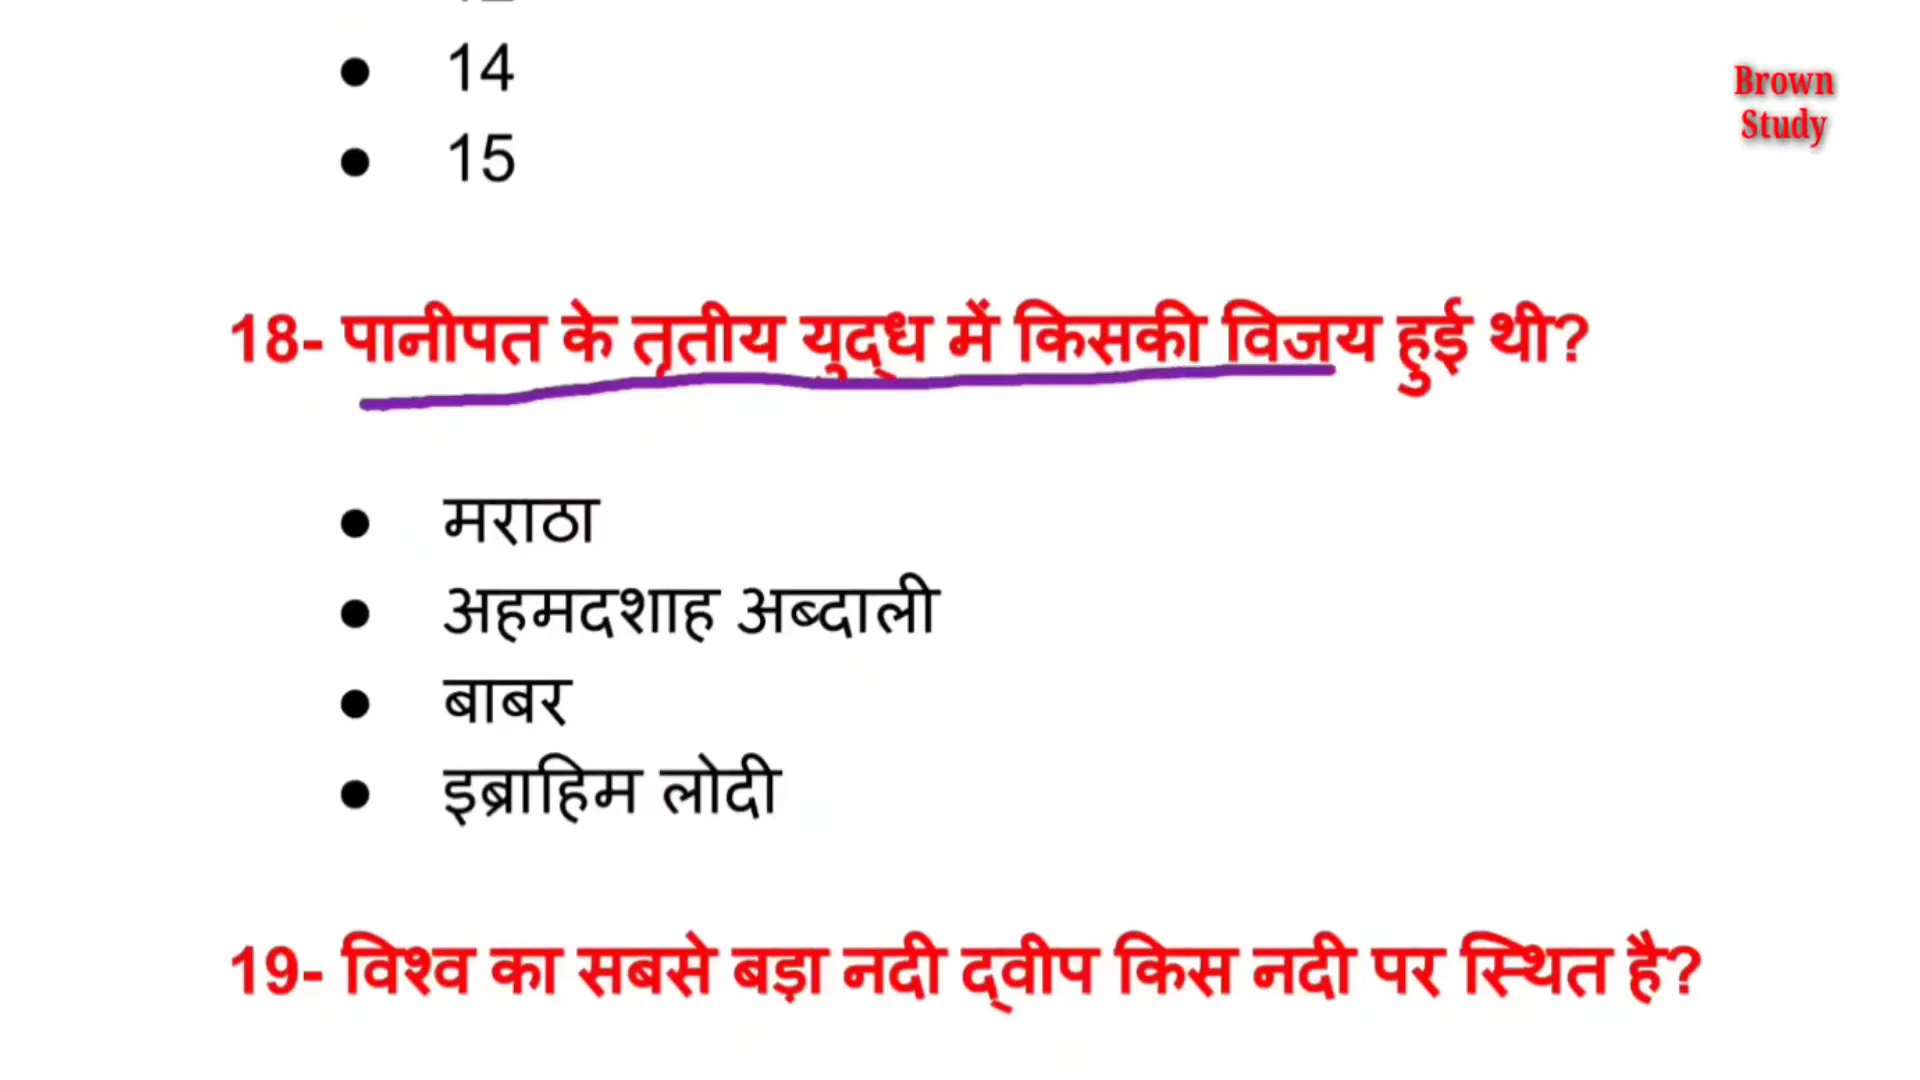 14
Brown
Study
15
18- पानीपत के तृतीय युद्ध में किसकी विजय हुई थी?
मराठा
अहमदशाह अब्दाली
बाबर
इब्राहिम लोदी
19- विश्व का सबसे बड़ा नदी द्वीप किस नदी पर स्थित है?